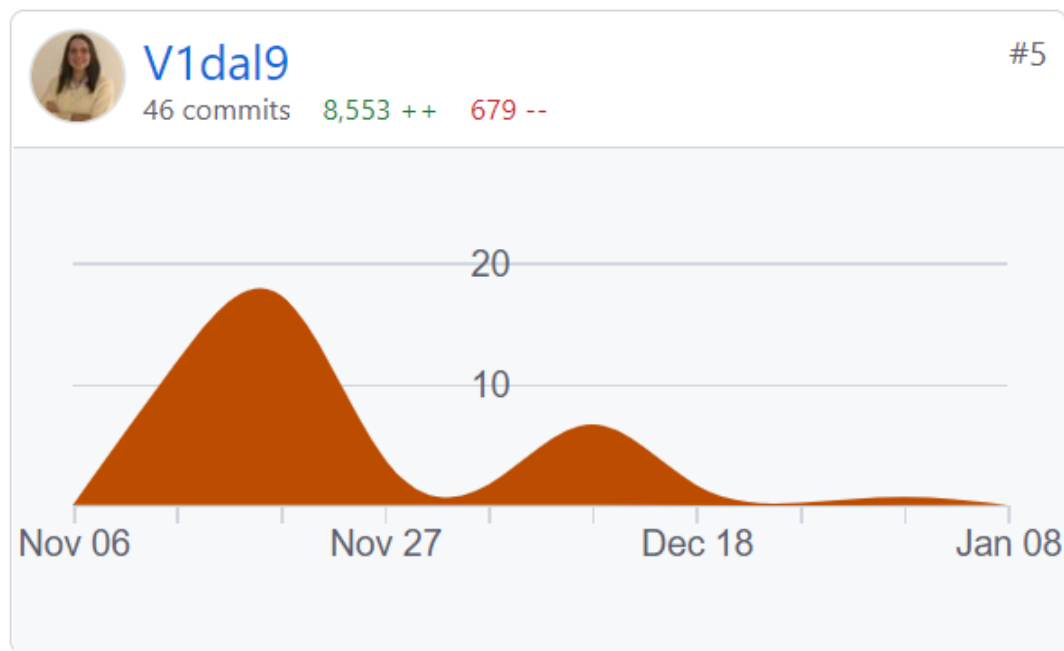 V1dal9
#5
46 commits 8,553 ++ 679 --
20
10
Nov 06 Nov 27 Dec 18 Jan 08